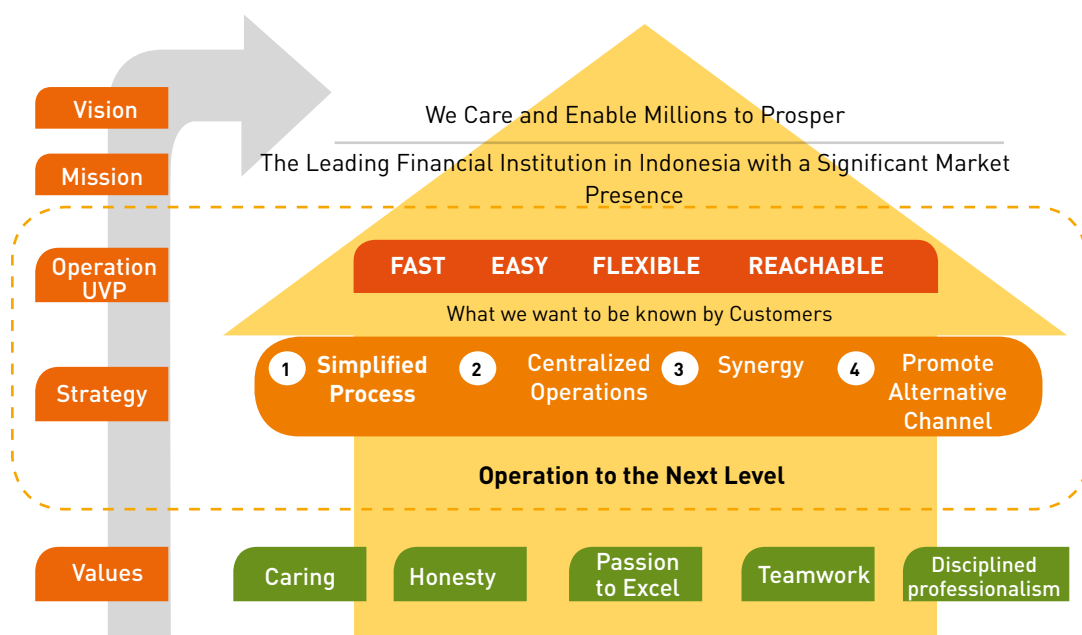 Vision
We Care and Enable Millions to Prosper
Mission
The Leading Financial Institution in Indonesia with a Significant Market
Presence
Operation
UVP
FAST EASY FLEXIBLE REACHABLE
What we want to be known by Customers
Strategy
1 Simplified
Process
2 Centralized
Operations
3 Synergy
4 Promote
Alternative
Channel
Operation to the Next Level
Values
Caring
Honesty
Passion
to Excel
Teamwork
Disciplined
professionalism